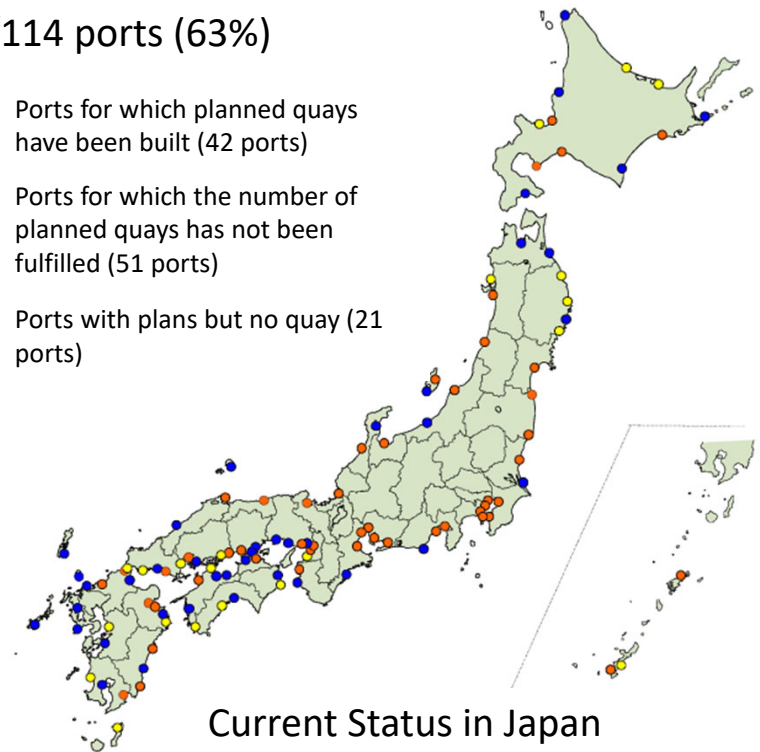 114 ports (63%)
Ports for which planned quays
have been built (42 ports)
Ports for which the number of
planned quays has not been
fulfilled (51 ports)
Ports with plans but no quay (21
ports)
Current Status in Japan